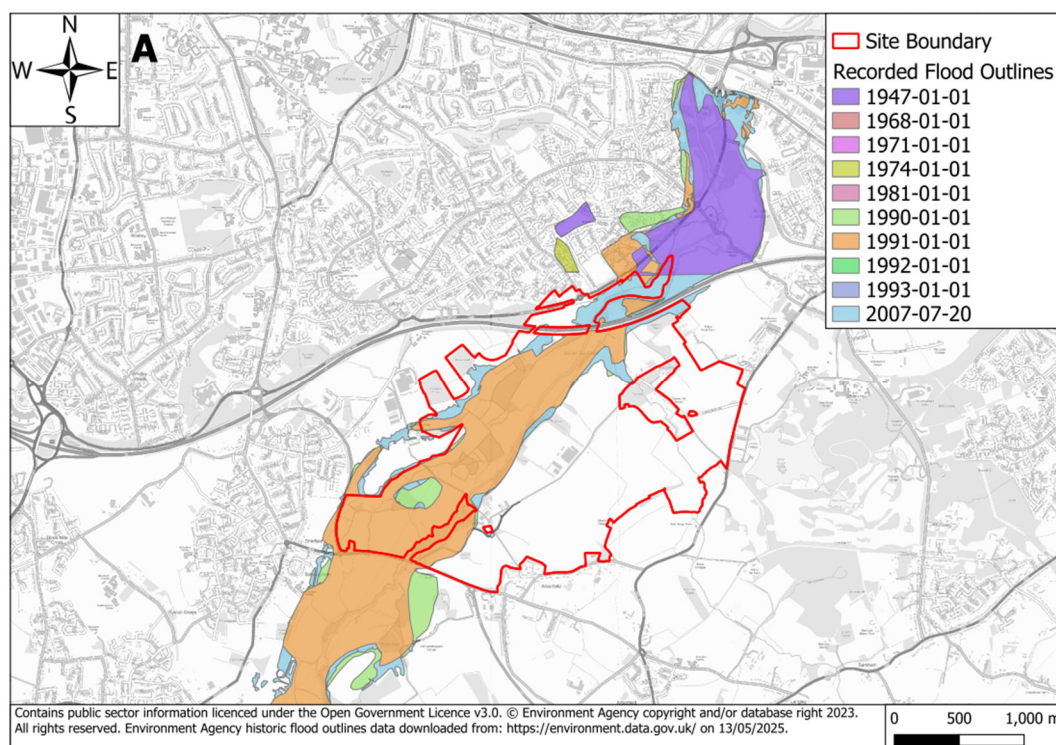 N
W E
S
A
Site Boundary
Recorded Flood Outlines
1947-01-01
1968-01-01
1971-01-01
1974-01-01
1981-01-01
1990-01-01
1991-01-01
1992-01-01
1993-01-01
2007-07-20
Contains public sector information licenced under the Open Government Licence v3.0. © Environment Agency copyright and/or database right 2023.
All rights reserved. Environment Agency historic flood outlines data downloaded from: https://environment.data.gov.uk/ on 13/05/2025.
0 500 1,000 m